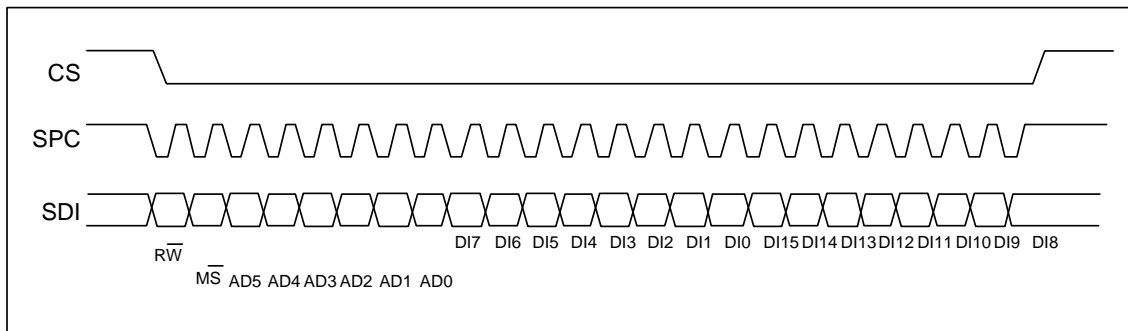 CS
SPC
SDI
RW̅
DI7 DI6 DI5 DI4 DI3 DI2 DI1 DI0 DI15 DI14 DI13 DI12 DI11 DI10 DI9 DI8
MS̅ AD5 AD4 AD3 AD2 AD1 AD0